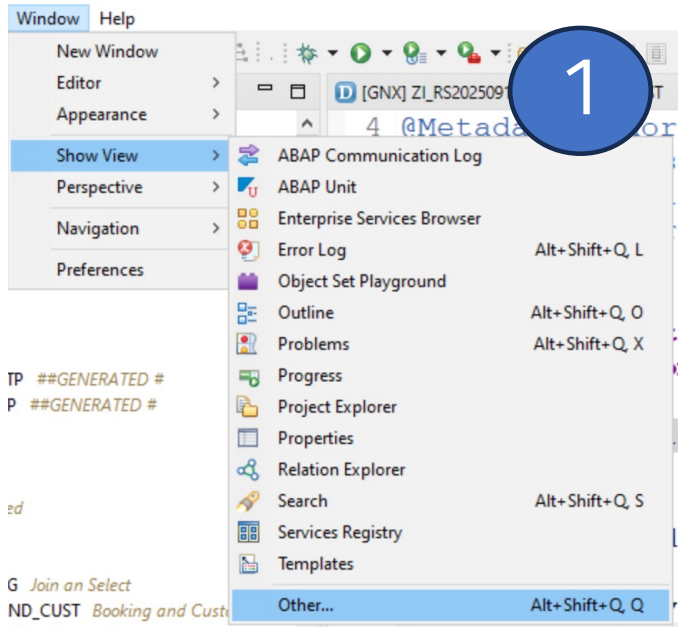 Window Help
New Window
Editor
Appearance
Show View
Perspective
Navigation
Preferences
1
[GNX] ZI_RS2025091
4 @Metada
ABAP Communication Log
ABAP Unit
Enterprise Services Browser
Error Log Alt+Shift+Q, L
Object Set Playground
Outline Alt+Shift+Q, O
Problems Alt+Shift+Q, X
Progress
Project Explorer
Properties
Relation Explorer
Search Alt+Shift+Q, S
Services Registry
Templates
Other... Alt+Shift+Q, Q
TP ##GENERATED #
P ##GENERATED #
ed
G Join an Select
ND_CUST Booking and Custo